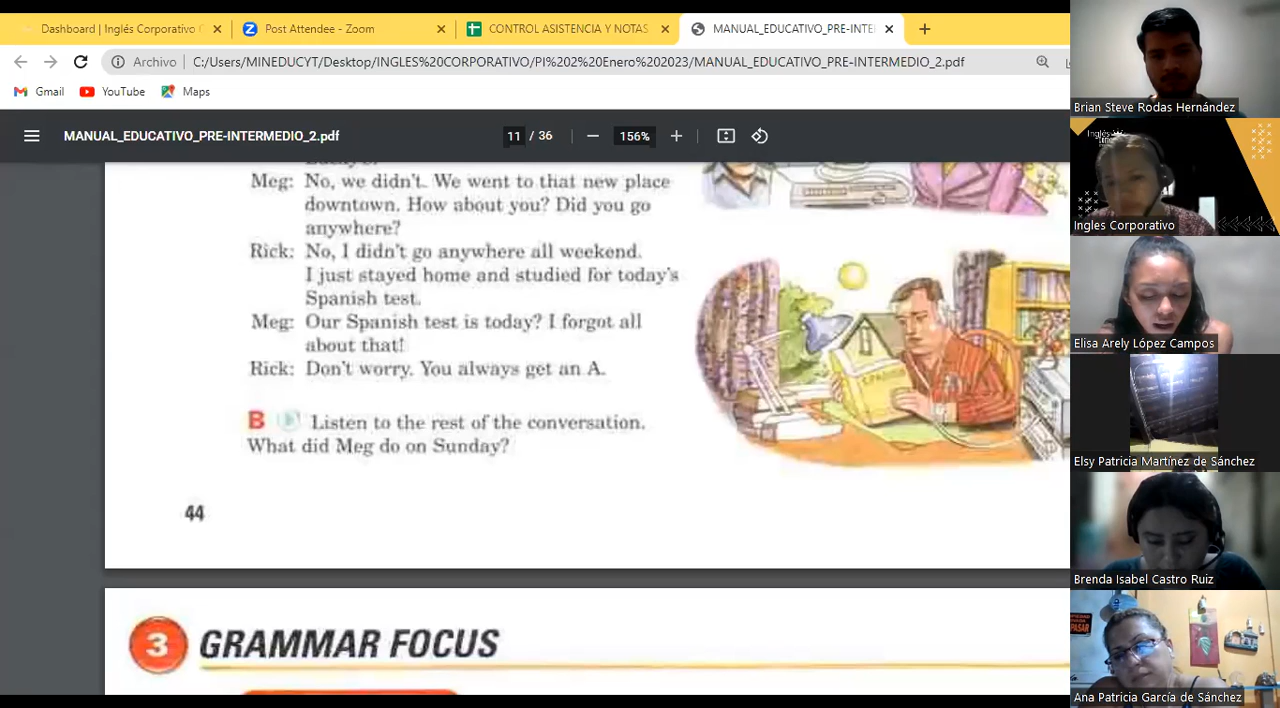 Dashboard | Inglés Corporativo
Post Attendee - Zoom
CONTROL ASISTENCIA Y NOTAS
MANUAL_EDUCATIVO_PRE-INTE
Archivo
C:/Users/MINEDUCYT/Desktop/INGLES%20CORPORATIVO/PI%202%20Enero%202023/MANUAL_EDUCATIVO_PRE-INTERMEDIO_2.pdf
Gmail
YouTube
Maps
MANUAL_EDUCATIVO_PRE-INTERMEDIO_2.pdf
11 / 36
156%
Meg: No, we didn't. We went to that new place
downtown. How about you? Did you go
anywhere?
Rick: No, I didn't go anywhere all weekend.
I just stayed home and studied for today's
Spanish test.
Meg: Our Spanish test is today? I forgot all
about that!
Rick: Don't worry. You always get an A.
B Listen to the rest of the conversation.
What did Meg do on Sunday?
44
3 GRAMMAR FOCUS
Brian Steve Rodas Hernández
Ingles Corporativo
Elisa Arely López Campos
Elsy Patricia Martínez de Sánchez
Brenda Isabel Castro Ruiz
PASAR
Ana Patricia García de Sánchez